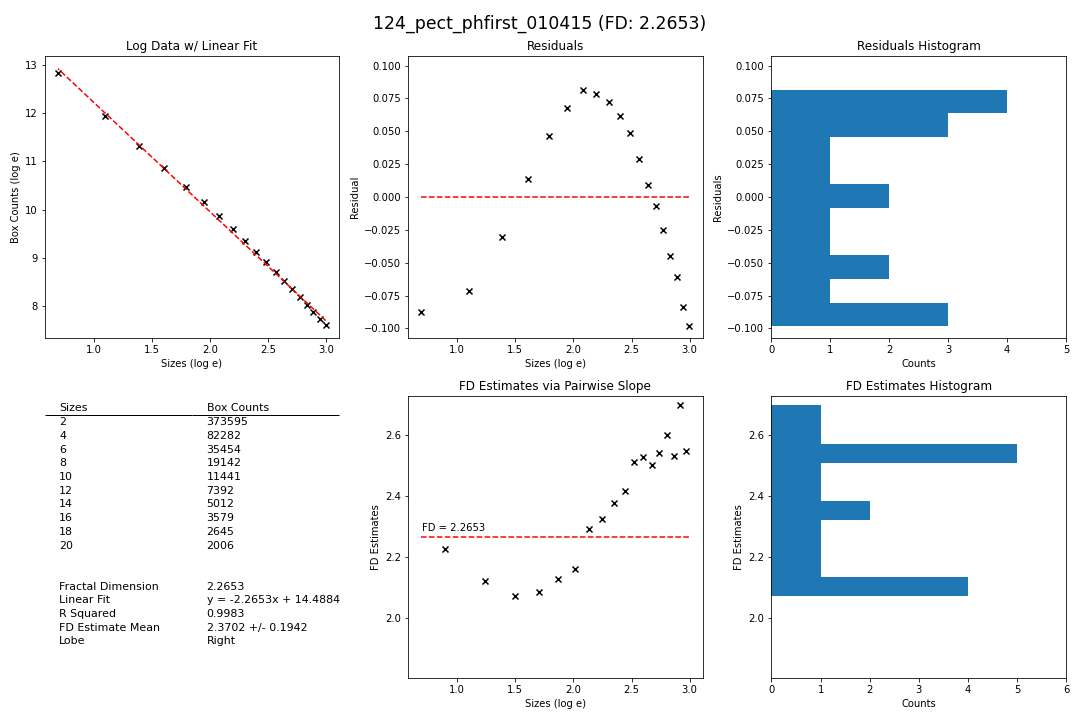 124_pect_phfirst_010415 (FD: 2.2653)
Log Data w/ Linear Fit
Box Counts (log e)
13
12
11
10
9
8
1.0 1.5 2.0 2.5 3.0
Sizes (log e)
Residuals
Residual
0.100
0.075
0.050
0.025
0.000
−0.025
−0.050
−0.075
−0.100
1.0 1.5 2.0 2.5 3.0
Sizes (log e)
Residuals Histogram
Residuals
0.100
0.075
0.050
0.025
0.000
−0.025
−0.050
−0.075
−0.100
0 1 2 3 4 5
Counts
Sizes Box Counts
2 373595
4 82282
6 35454
8 19142
10 11441
12 7392
14 5012
16 3579
18 2645
20 2006
Fractal Dimension 2.2653
Linear Fit y = -2.2653x + 14.4884
R Squared 0.9983
FD Estimate Mean 2.3702 +/- 0.1942
Lobe Right
FD Estimates via Pairwise Slope
FD Estimates
2.6
2.4
2.2
2.0
FD = 2.2653
1.0 1.5 2.0 2.5 3.0
Sizes (log e)
FD Estimates Histogram
FD Estimates
2.6
2.4
2.2
2.0
0 1 2 3 4 5 6
Counts